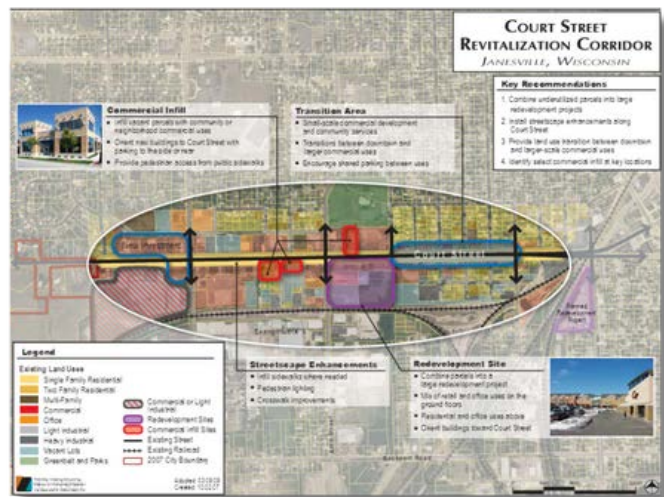 COURT STREET
REVITALIZATION CORRIDOR
JANESVILLE, WISCONSIN
Key Recommendations
1. Combine underutilized parcels into large
redevelopment projects
2. Install streetscape enhancements along
Court Street
3. Provide land use transition between downtown
and larger-scale commercial uses
4. Identify select commercial infill at key locations
Commercial Infill
Infill vacant parcels with community or
neighborhood commercial uses
Orient new buildings to Court Street with
parking to the side or rear
Provide pedestrian access from public sidewalks
Transition Area
Small-scale commercial development
and community services
Transitions between downtown and
larger commercial uses
Encourage shared parking between uses
Investment
Court Street
Planned
Redevelopment
Project
Streetscape Enhancements
Infill sidewalks where needed
Pedestrian lighting
Crosswalk improvements
Redevelopment Site
Combine parcels into a
large redevelopment project
Mix of retail and office uses on the
ground floors
Residential and office uses above
Orient buildings toward Court Street
Legend
Existing Land Uses
Single Family Residential
Two Family Residential
Multi-Family
Commercial
Office
Light Industrial
Heavy Industrial
Vacant Lots
Greenbelt and Parks
Commercial or Light
Industrial
Redevelopment Sites
Commercial Infill Sites
Existing Street
Existing Railroad
2007 City Boundary
Road